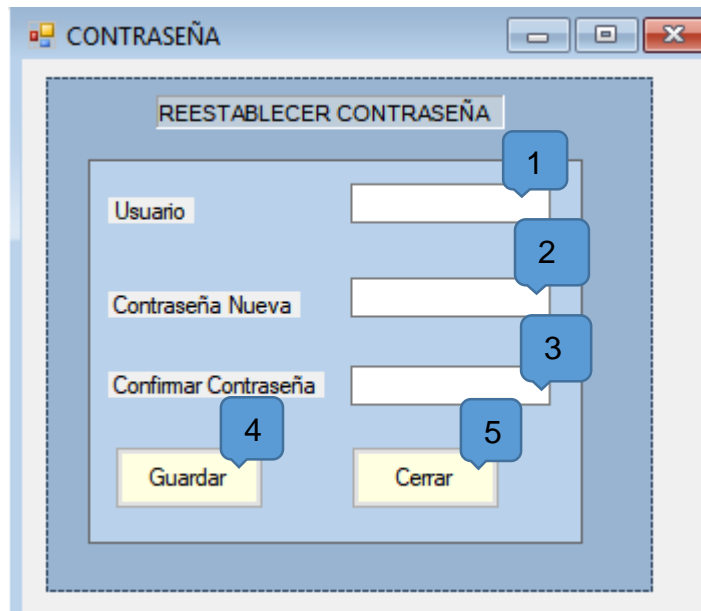 CONTRASEÑA
REESTABLECER CONTRASEÑA
1
Usuario
2
Contraseña Nueva
3
Confirmar Contraseña
4
5
Guardar
Cerrar